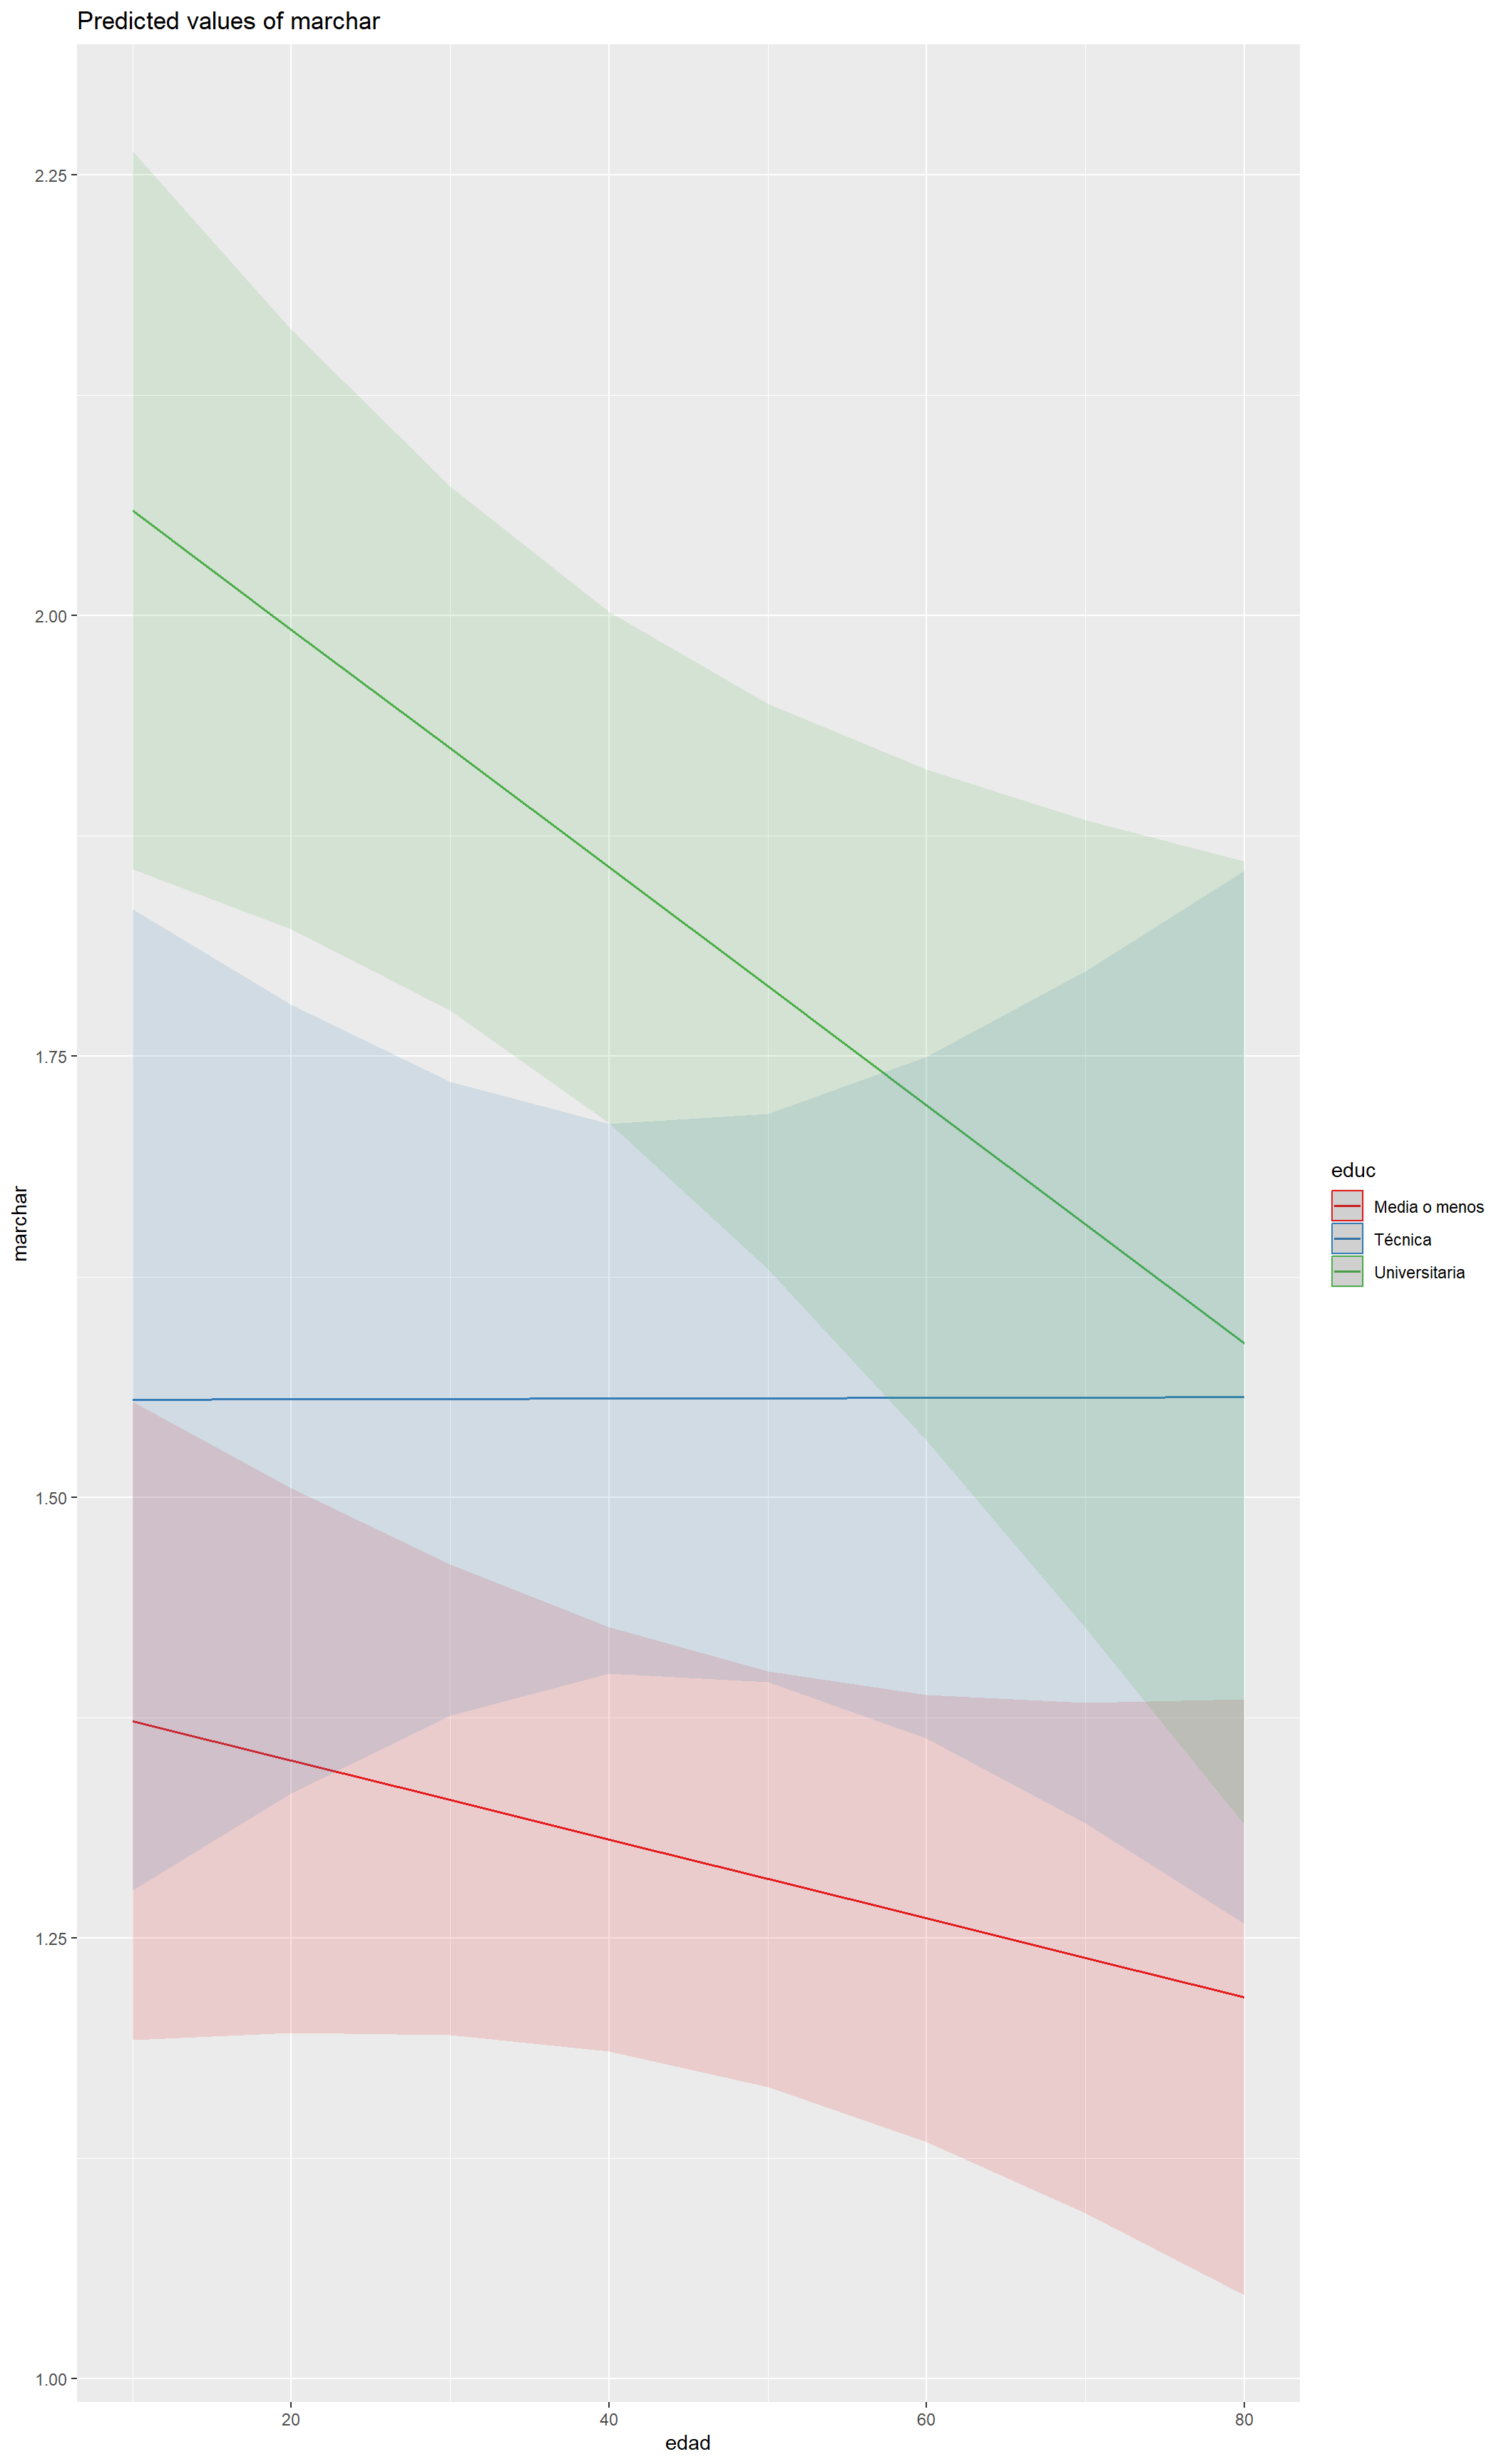 Predicted values of marchar
2.25
2.00
1.75
1.50
1.25
1.00
marchar
20 40 60 80
edad
educ
Media o menos
Técnica
Universitaria